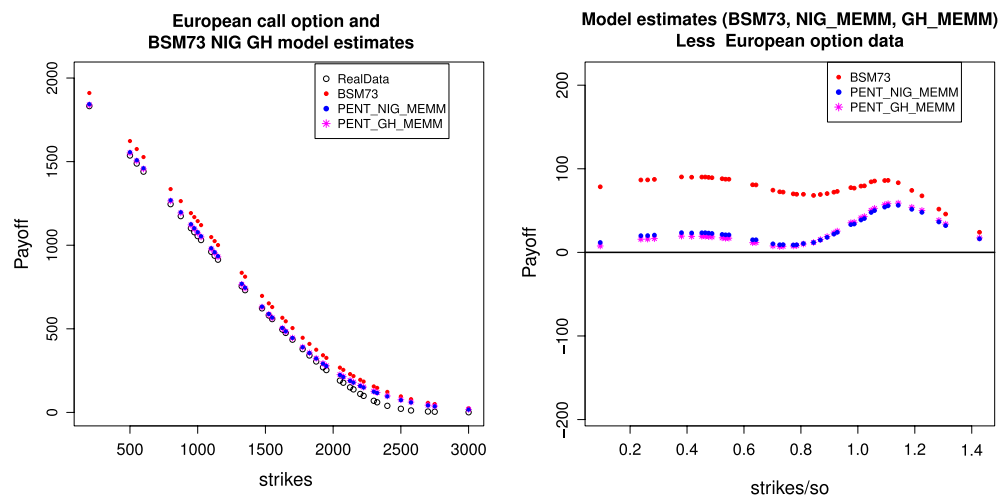 European call option and
BSM73 NIG GH model estimates
RealData
BSM73
PENT_NIG_MEMM
PENT_GH_MEMM
Payoff
2000
1500
1000
500
0
500 1000 1500 2000 2500 3000
strikes
Model estimates (BSM73, NIG_MEMM, GH_MEMM)
Less European option data
BSM73
PENT_NIG_MEMM
PENT_GH_MEMM
Payoff
200
100
0
−100
−200
0.2 0.4 0.6 0.8 1.0 1.2 1.4
strikes/so